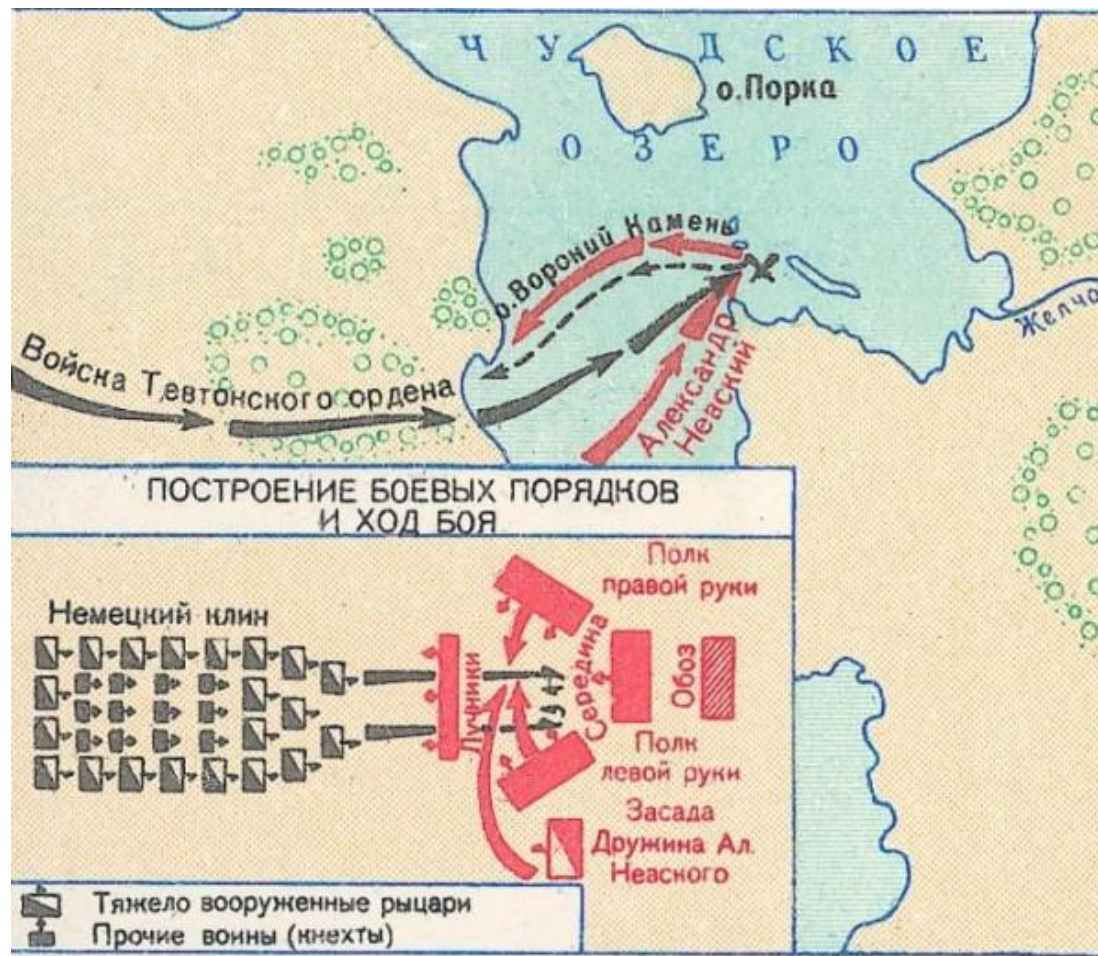 ЧУДСКОЕ
о.Порка
ОЗЕРО
о.Вороний Камень
Желча
Войска Тевтонского ордена
Александр
Невский
ПОСТРОЕНИЕ БОЕВЫХ ПОРЯДКОВ
И ХОД БОЯ
Полк
правой руки
Немецкий клин
Лучники
Середина
Обоз
Полк
левой руки
Засада
Дружина Ал.
Невского
Тяжело вооруженные рыцари
Прочие воины (кнехты)